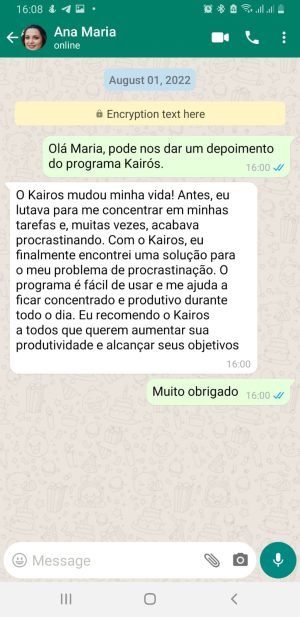 16:08
Ana Maria
online
August 01, 2022
Encryption text here
Olá Maria, pode nos dar um depoimento
do programa Kairós.
16:00
O Kairos mudou minha vida! Antes, eu
lutava para me concentrar em minhas
tarefas e, muitas vezes, acabava
procrastinando. Com o Kairos, eu
finalmente encontrei uma solução para
o meu problema de procrastinação. O
programa é fácil de usar e me ajuda a
ficar concentrado e produtivo durante
todo o dia. Eu recomendo o Kairos
a todos que querem aumentar sua
produtividade e alcançar seus objetivos
16:00
Muito obrigado 16:00
Message